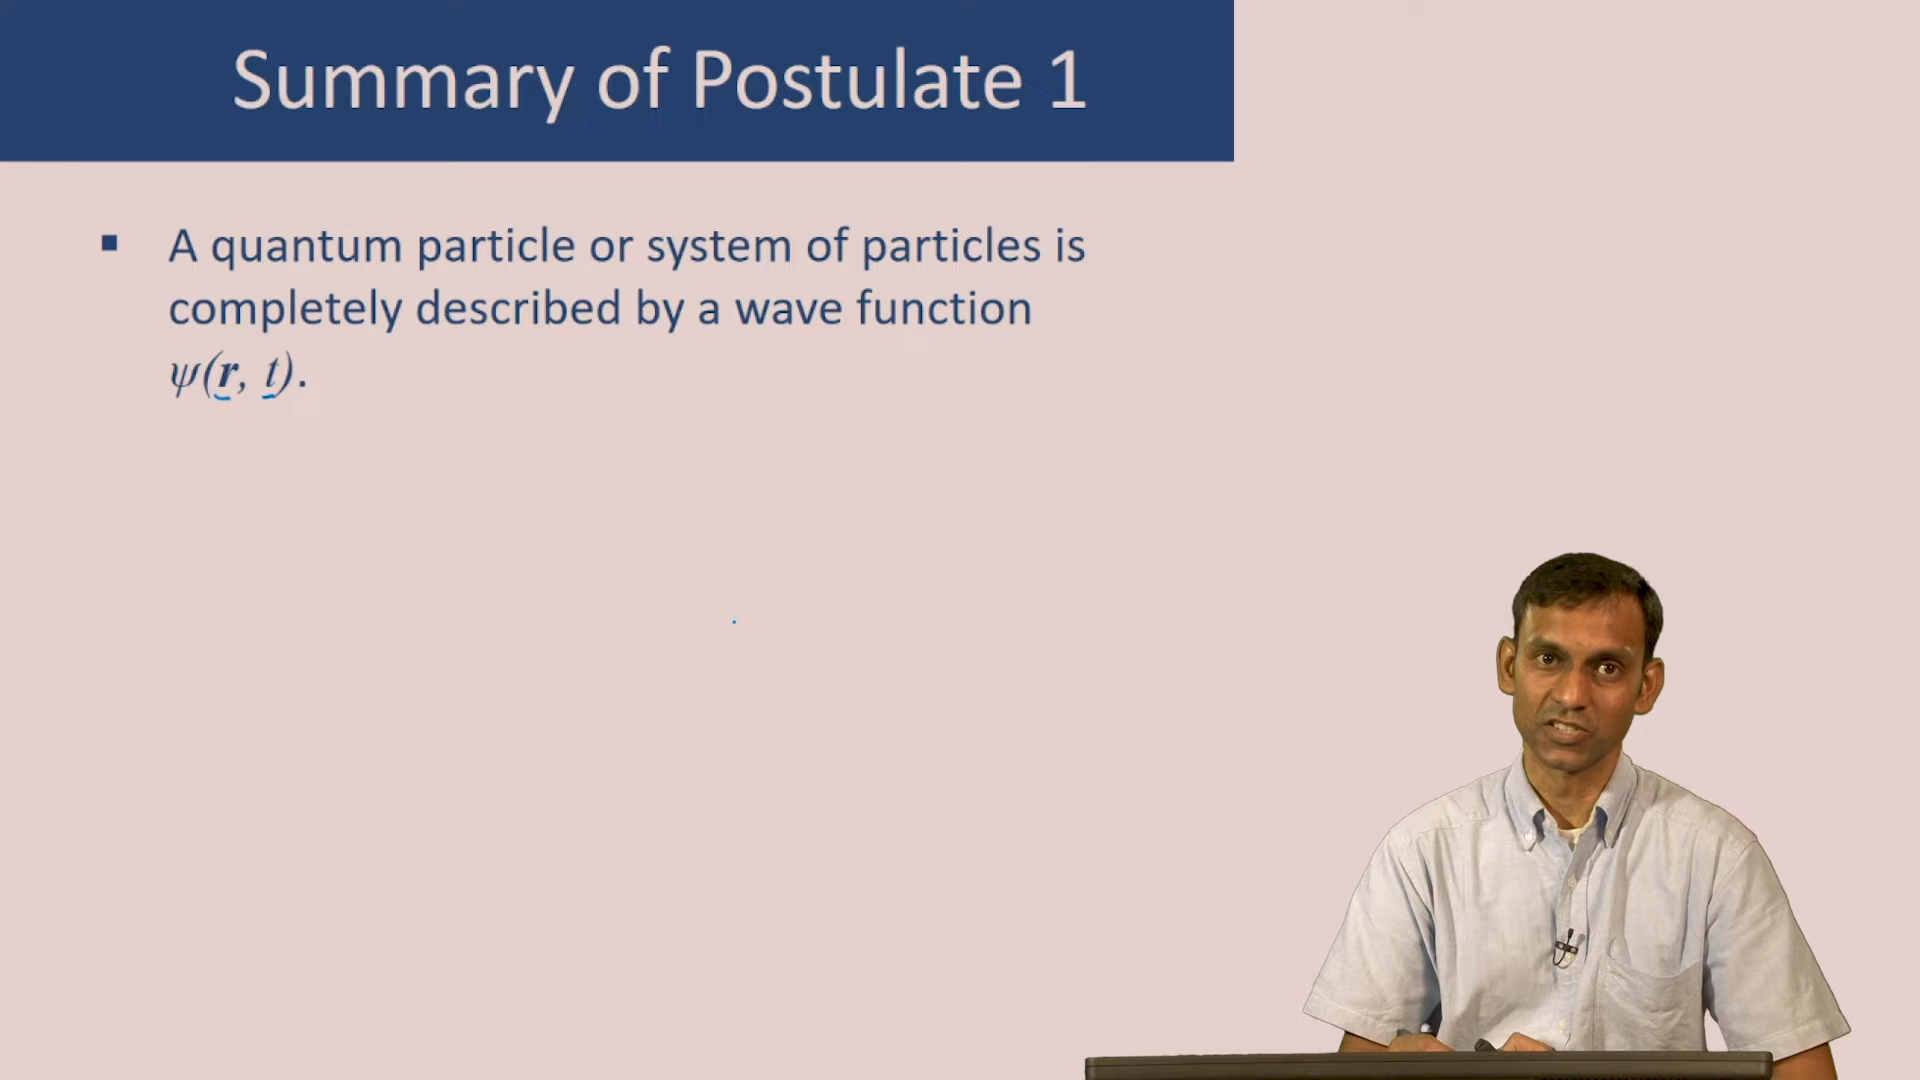 Summary of Postulate 1
▪ A quantum particle or system of particles is
completely described by a wave function
ψ(r, t).